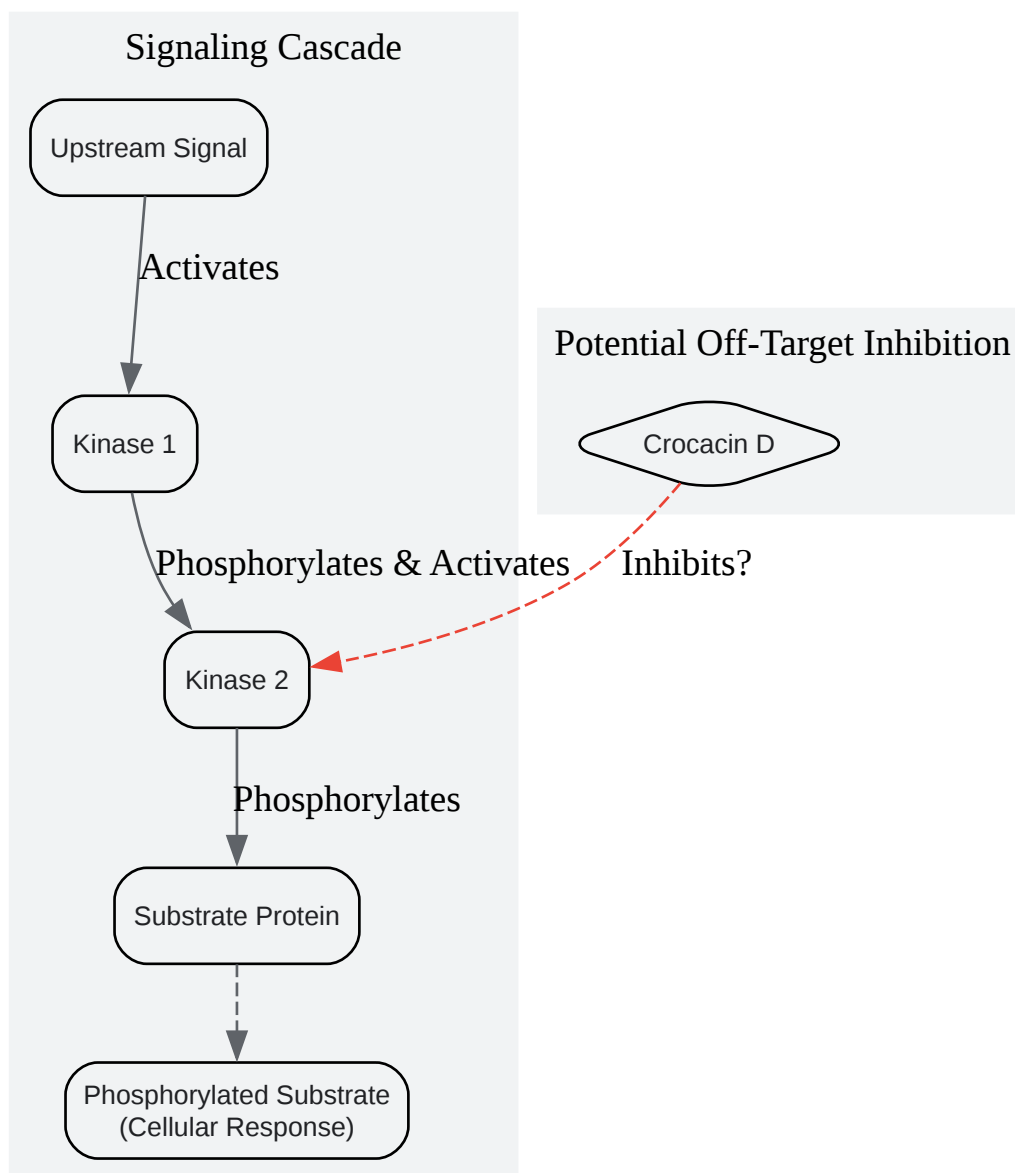 Signaling Cascade
Upstream Signal
Activates
Potential Off-Target Inhibition
Kinase 1
Crocacin D
Phosphorylates & Activates
Inhibits?
Kinase 2
Phosphorylates
Substrate Protein
Phosphorylated Substrate
(Cellular Response)